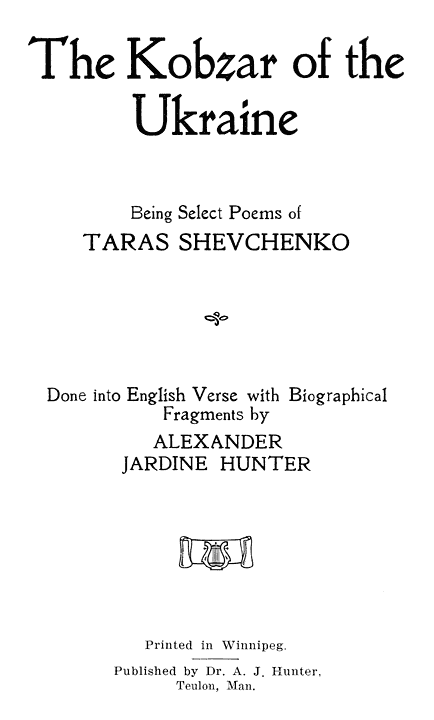 The Kobzar of the
Ukraine
Being Select Poems of
TARAS SHEVCHENKO
Done into English Verse with Biographical
Fragments by
ALEXANDER
JARDINE HUNTER
Printed in Winnipeg.
Published by Dr. A. J. Hunter,
Teulon, Man.